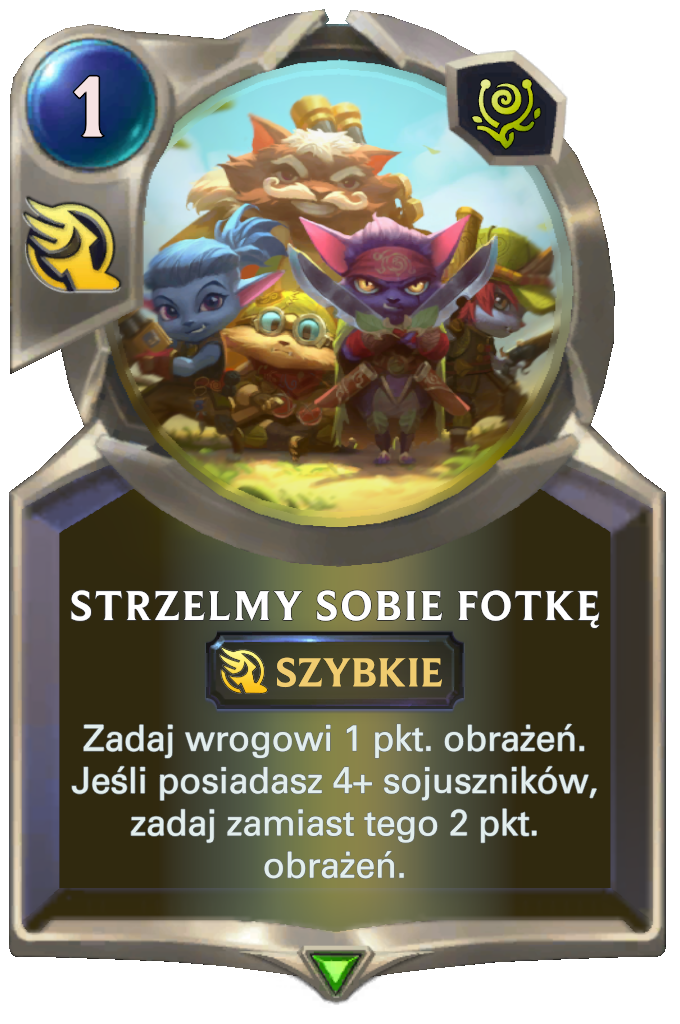 1
STRZELMY SOBIE FOTKĘ
SZYBKIE
Zadaj wrogowi 1 pkt. obrażeń.
Jeśli posiadasz 4+ sojuszników,
zadaj zamiast tego 2 pkt.
obrażeń.